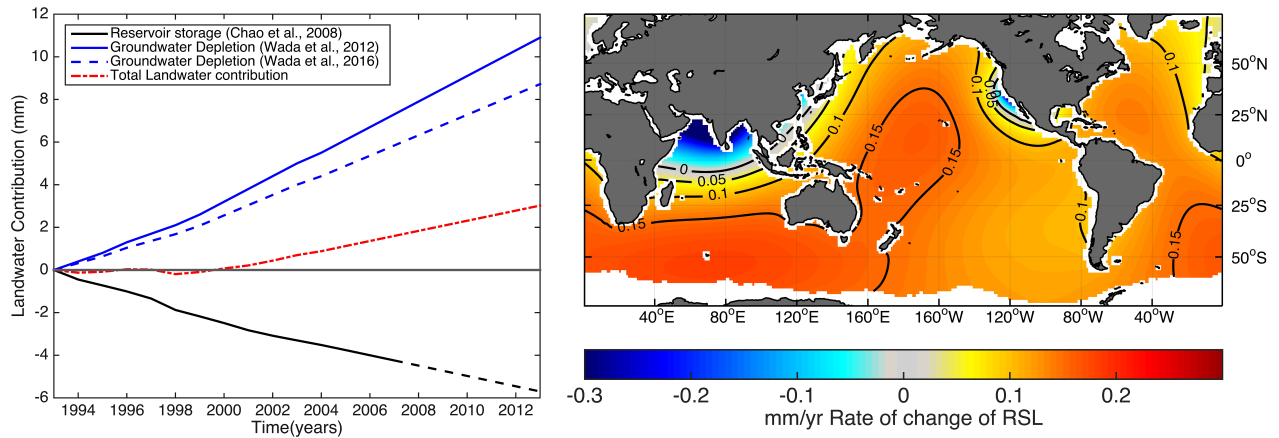 12
10
8
6
4
2
0
-2
-4
-6
Landwater Contribution (mm)
Reservoir storage (Chao et al., 2008)
Groundwater Depletion (Wada et al., 2012)
Groundwater Depletion (Wada et al., 2016)
Total Landwater contribution
1994 1996 1998 2000 2002 2004 2006 2008 2010 2012
Time(years)
0.1
0.15
0.15
0.1
0.05
0.1
0
0
0.05
0.1
0.15
0.1
0.15
50°N
25°N
0°
25°S
50°S
40°E 80°E 120°E 160°E 160°W 120°W 80°W 40°W
-0.3 -0.2 -0.1 0 0.1 0.2
mm/yr Rate of change of RSL